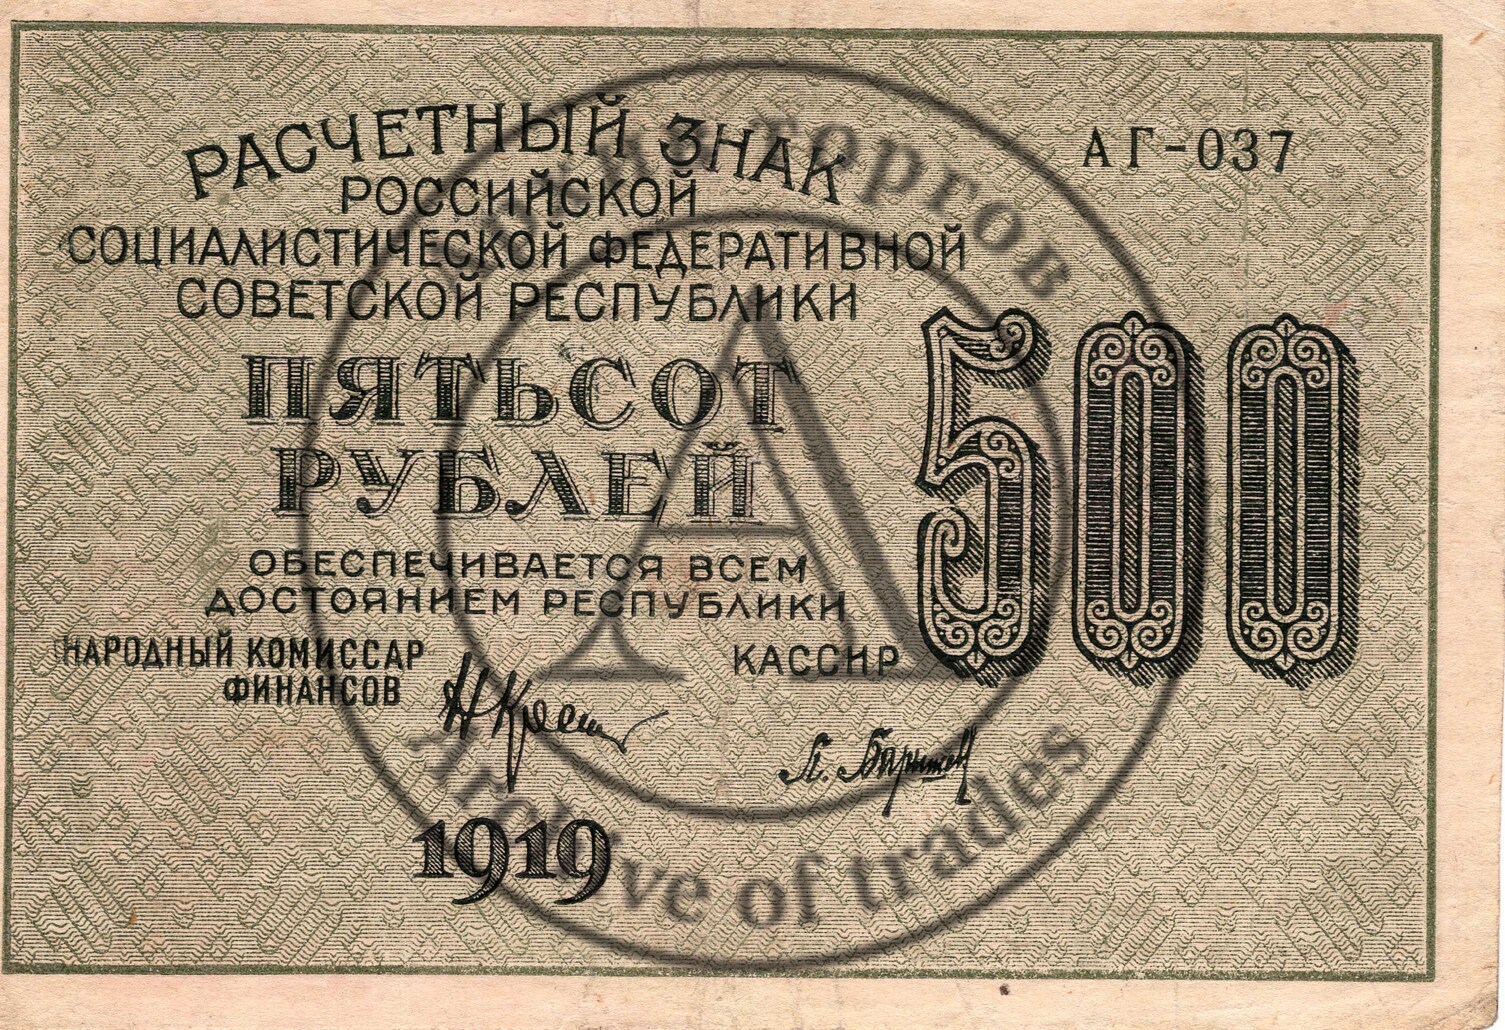 РАСЧЕТНЫЙ ЗНАК
РОССИЙСКОЙ
СОЦИАЛИСТИЧЕСКОЙ ФЕДЕРАТИВНОЙ
СОВЕТСКОЙ РЕСПУБЛИКИ
АГ-037
ПЯТЬСОТ
РУБЛЕЙ
500
ОБЕСПЕЧИВАЕТСЯ ВСЕМ
ДОСТОЯНИЕМ РЕСПУБЛИКИ
НАРОДНЫЙ КОМИССАР
ФИНАНСОВ
КАССИР
1919
торгов
А
of trades